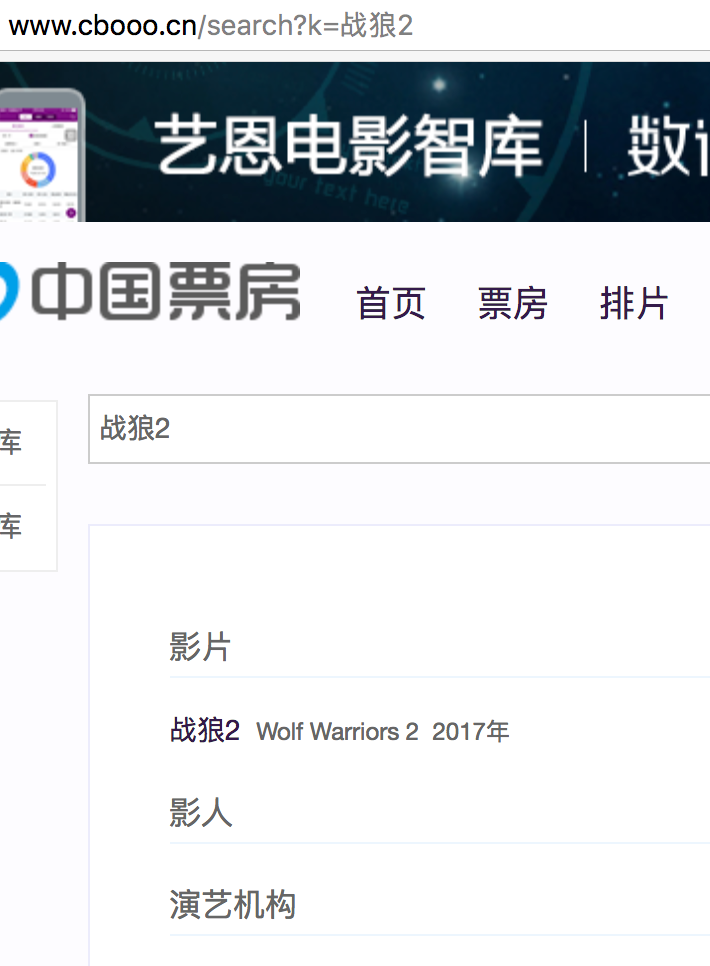 www.cbooo.cn/search?k=战狼2
艺恩电影智库 | 数
your text here
中国票房 首页 票房 排片
战狼2
库
库
影片
战狼2 Wolf Warriors 2 2017年
影人
演艺机构